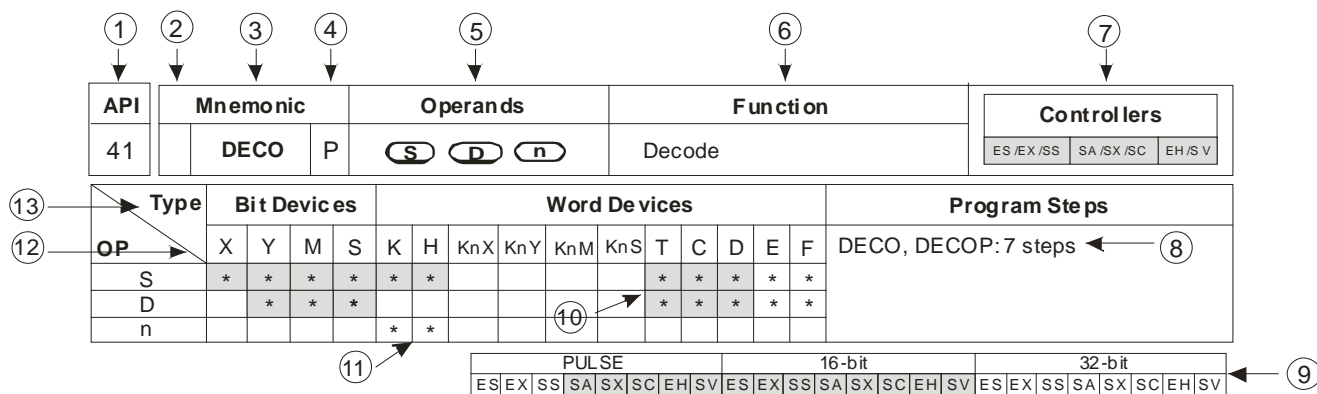 1 2 3 4 5 6 7
API Mnemonic Operands Function Controllers
41 DECO P S D n Decode ES/EX/SS SA/SX/SC EH/SV
13 Type Bit Devices Word Devices Program Steps
12 OP X Y M S K H KnX KnY KnM KnS T C D E F DECO, DECOP: 7 steps 8
S * * * * * * * * * * *
D * * * * * * * *
n * *
10
11
PULSE 16-bit 32-bit
ES EX SS SA SX SC EH SV ES EX SS SA SX SC EH SV ES EX SS SA SX SC EH SV 9